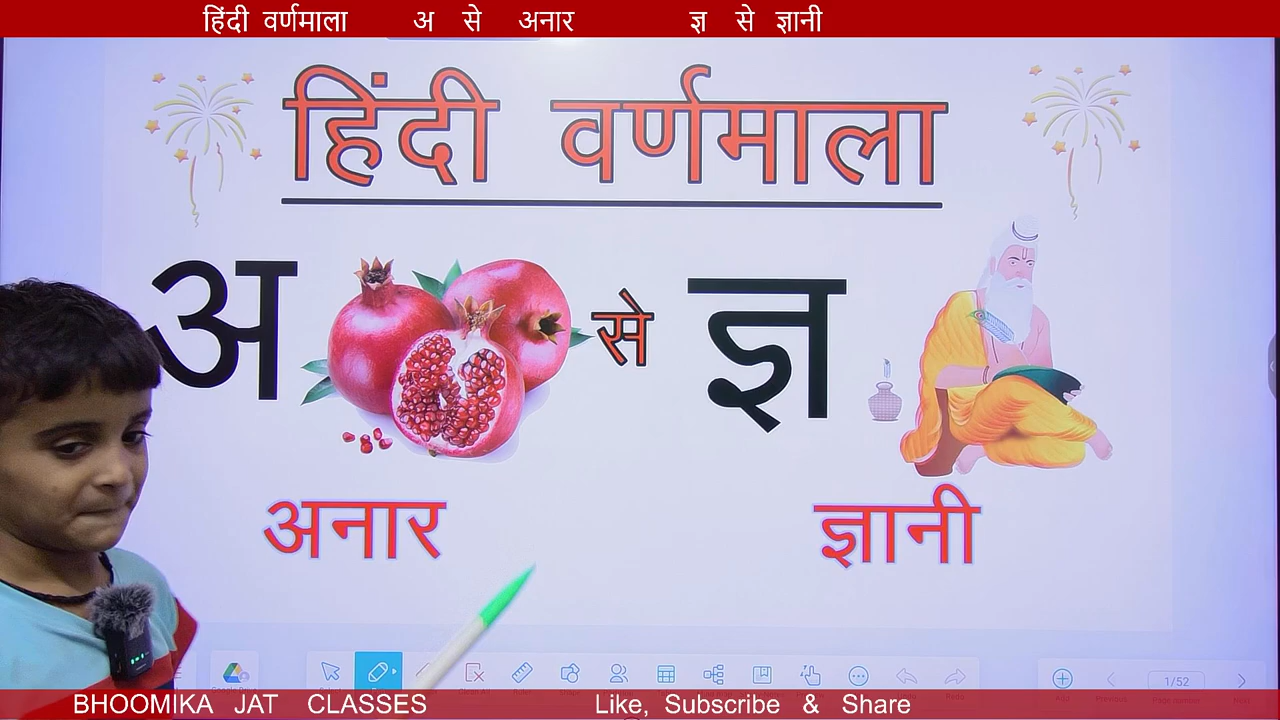 हिंदी वर्णमाला अ से अनार ज्ञ से ज्ञानी
हिंदी वर्णमाला
अ से ज्ञ
अनार ज्ञानी
1/52
BHOOMIKA JAT CLASSES Like, Subscribe & Share